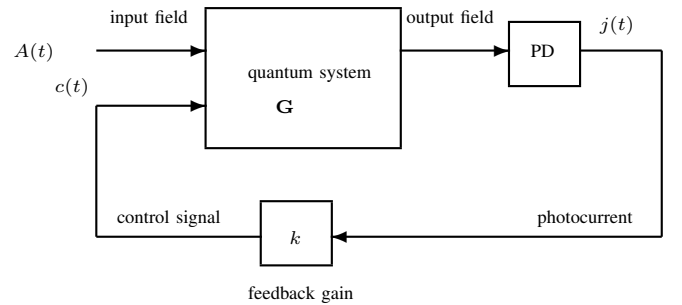 input field
output field
j(t)
A(t)
PD
quantum system
c(t)
G
control signal
photocurrent
k
feedback gain